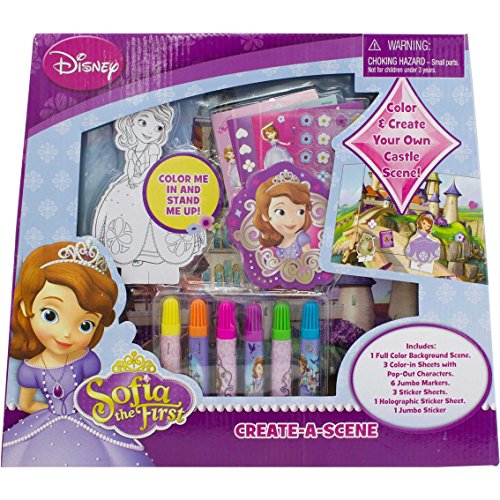 Disney
⚠ WARNING:
CHOKING HAZARD – Small parts.
Not for children under 3 years.
Color
& Create
Your Own
Castle
Scene!
COLOR ME
IN AND
STAND
ME UP!
Includes:
1 Full Color Background Scene.
3 Color-in Sheets with
Pop-Out Characters.
6 Jumbo Markers.
3 Sticker Sheets.
1 Holographic Sticker Sheet.
1 Jumbo Sticker
Sofia
the First
CREATE-A-SCENE